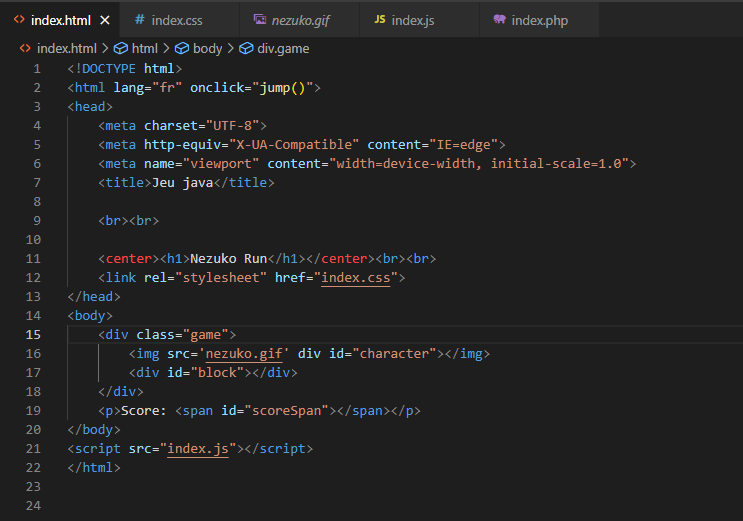 index.html
index.css
nezuko.gif
JS index.js
index.php
index.html > html > body > div.game
1 <!DOCTYPE html>
2 <html lang="fr" onclick="jump()">
3 <head>
4 <meta charset="UTF-8">
5 <meta http-equiv="X-UA-Compatible" content="IE=edge">
6 <meta name="viewport" content="width=device-width, initial-scale=1.0">
7 <title>Jeu java</title>
8
9 <br><br>
10
11 <center><h1>Nezuko Run</h1></center><br><br>
12 <link rel="stylesheet" href="index.css">
13 </head>
14 <body>
15 <div class="game">
16 <img src='nezuko.gif' div id="character"></img>
17 <div id="block"></div>
18 </div>
19 <p>Score: <span id="scoreSpan"></span></p>
20 </body>
21 <script src="index.js"></script>
22 </html>
23
24